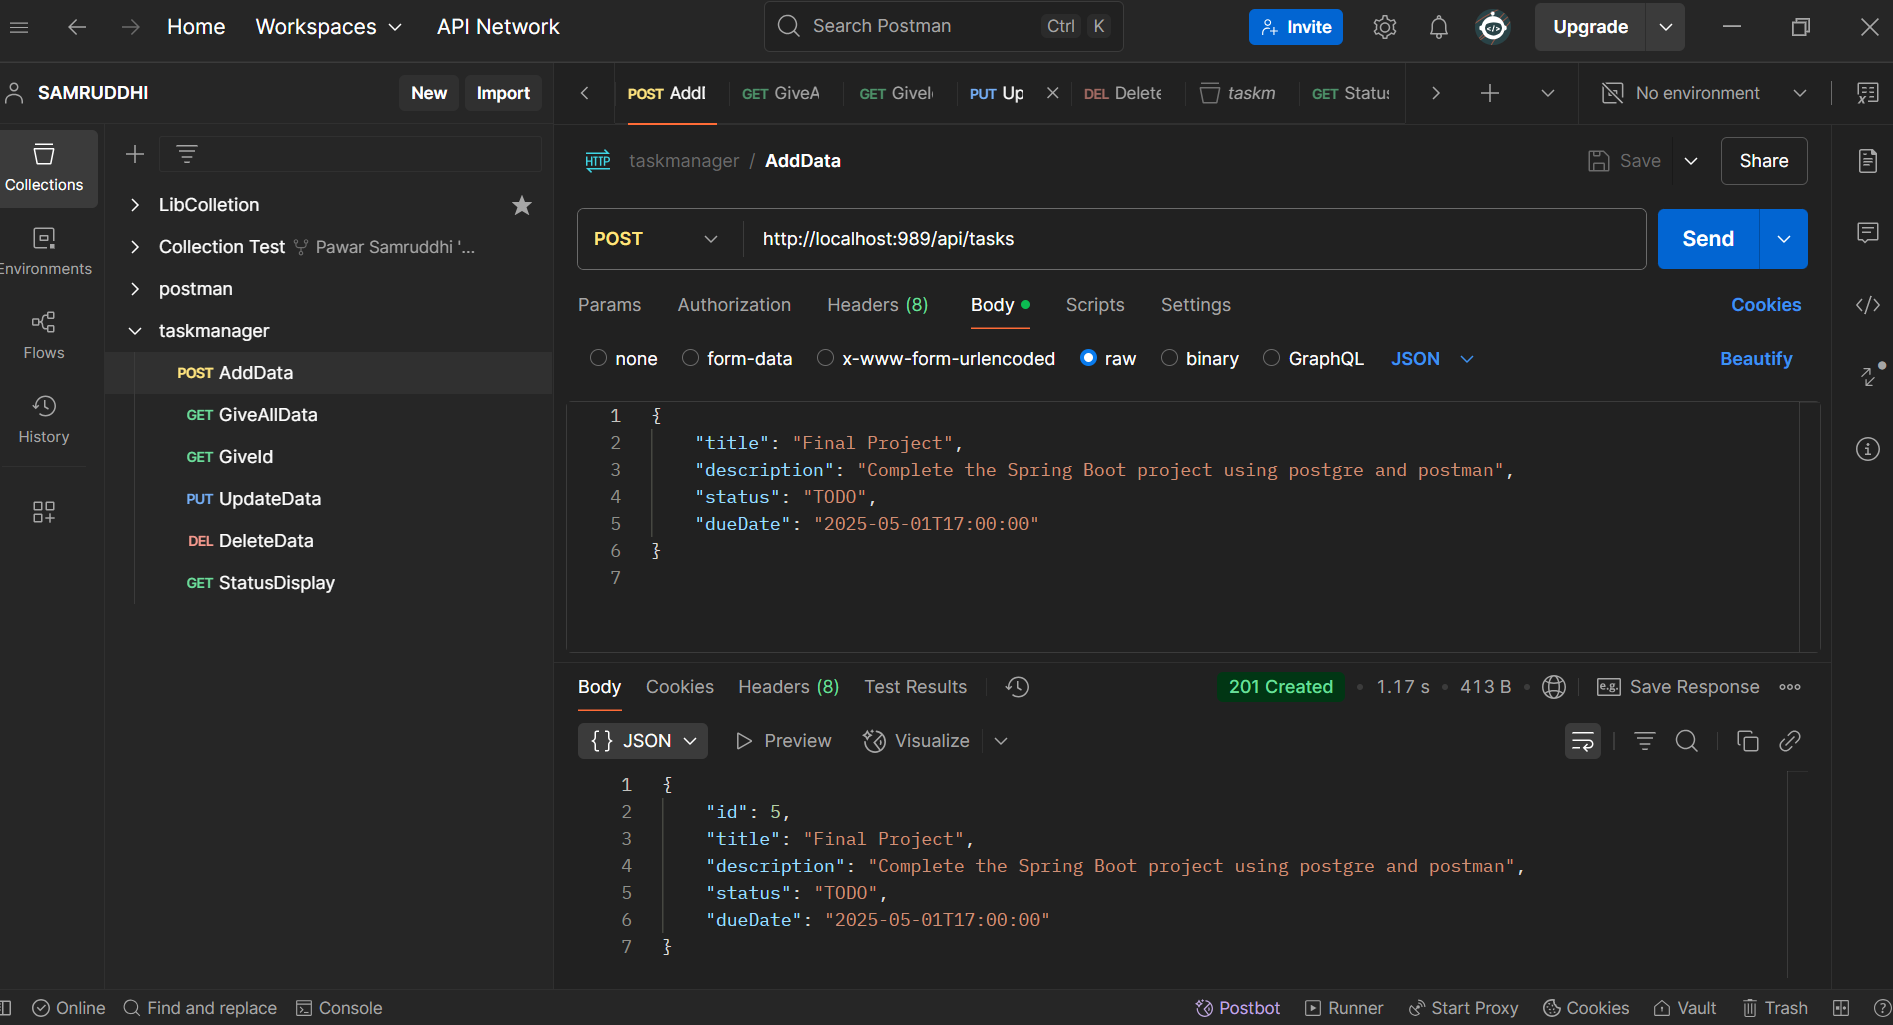 Home Workspaces API Network Search Postman Ctrl K Invite Upgrade
SAMRUDDHI New Import POST AddI GET GiveA GET GiveI PUT Up DEL Delete taskm GET Status No environment
Collections
Environments
Flows
History
LibColletion
Collection Test Pawar Samruddhi '...
postman
taskmanager
POST AddData
GET GiveAllData
GET GiveId
PUT UpdateData
DEL DeleteData
GET StatusDisplay
HTTP taskmanager / AddData Save Share
POST http://localhost:989/api/tasks Send
Params Authorization Headers (8) Body Scripts Settings Cookies
none form-data x-www-form-urlencoded raw binary GraphQL JSON Beautify
1 {
2 "title": "Final Project",
3 "description": "Complete the Spring Boot project using postgre and postman",
4 "status": "TODO",
5 "dueDate": "2025-05-01T17:00:00"
6 }
7
Body Cookies Headers (8) Test Results 201 Created • 1.17 s • 413 B • e.g. Save Response
{} JSON Preview Visualize
1 {
2 "id": 5,
3 "title": "Final Project",
4 "description": "Complete the Spring Boot project using postgre and postman",
5 "status": "TODO",
6 "dueDate": "2025-05-01T17:00:00"
7 }
Online Find and replace Console Postbot Runner Start Proxy Cookies Vault Trash